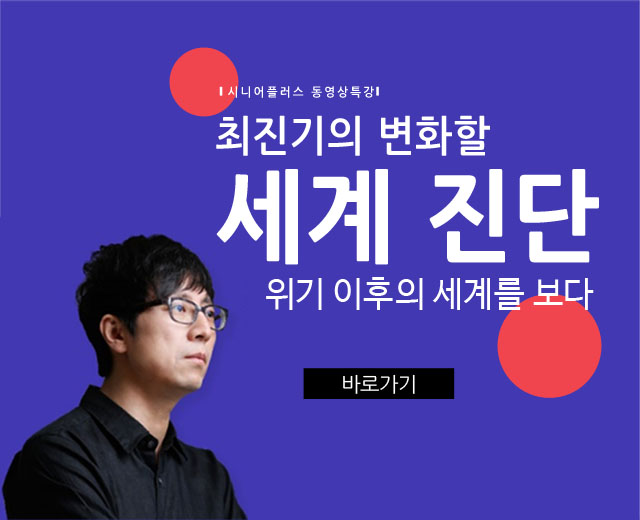 시니어플러스 동영상특강
최진기의 변화할
세계 진단
위기 이후의 세계를 보다
바로가기